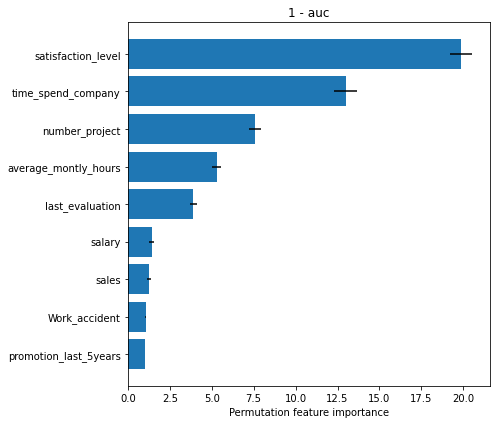 1 - auc
satisfaction_level
time_spend_company
number_project
average_montly_hours
last_evaluation
salary
sales
Work_accident
promotion_last_5years
0.0 2.5 5.0 7.5 10.0 12.5 15.0 17.5 20.0
Permutation feature importance